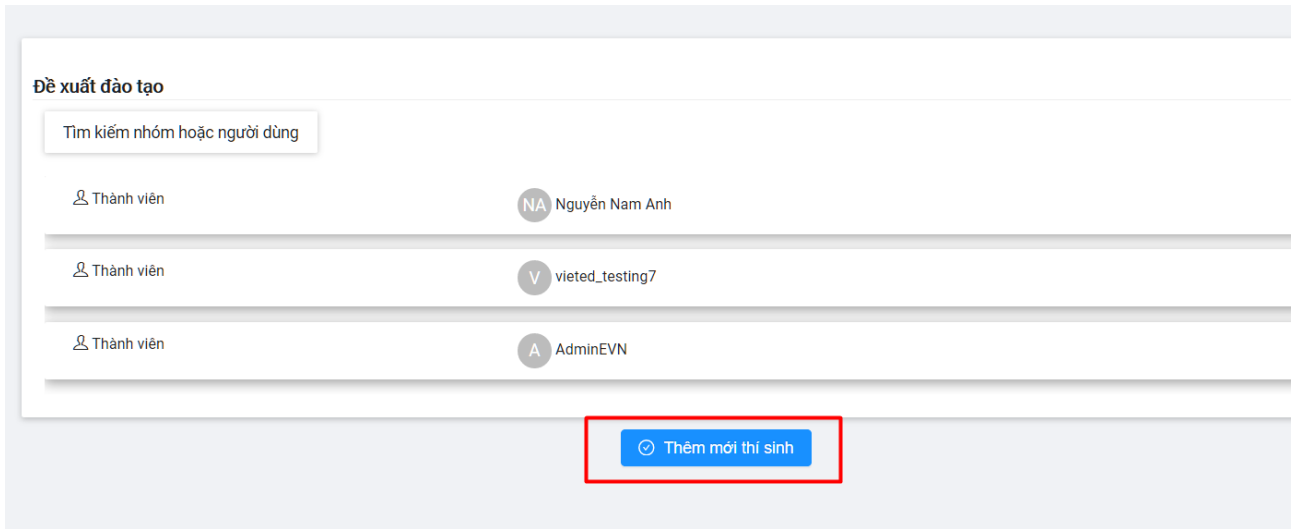 Đề xuất đào tạo
Tìm kiếm nhóm hoặc người dùng
Thành viên
NA Nguyễn Nam Anh
Thành viên
V vieted_testing7
Thành viên
A AdminEVN
Thêm mới thí sinh